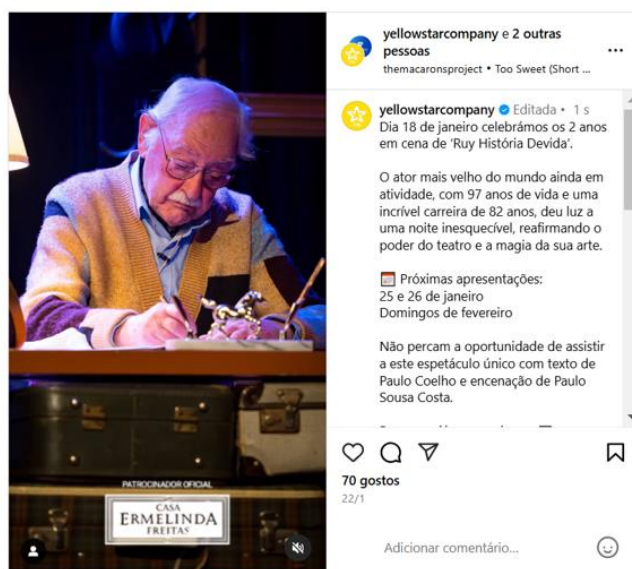 yellowstarcompany e 2 outras
pessoas
themacaronsproject • Too Sweet (Short ...
yellowstarcompany Editada • 1 s
Dia 18 de janeiro celebrámos os 2 anos
em cena de 'Ruy História Devida'.
O ator mais velho do mundo ainda em
atividade, com 97 anos de vida e uma
incrível carreira de 82 anos, deu luz a
uma noite inesquecível, reafirmando o
poder do teatro e a magia da sua arte.
Próximas apresentações:
25 e 26 de janeiro
Domingos de fevereiro
Não percam a oportunidade de assistir
a este espetáculo único com texto de
Paulo Coelho e encenação de Paulo
Sousa Costa.
70 gostos
22/1
Adicionar comentário...
PATROCINADOR OFICIAL
CASA
ERMELINDA
FREITAS